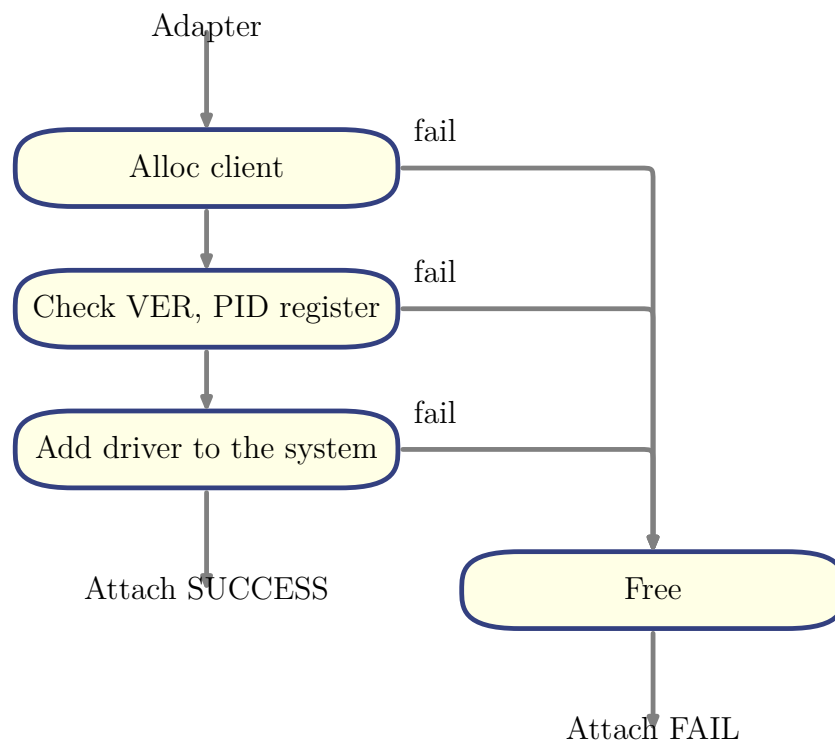 Adapter
fail
Alloc client
fail
Check VER, PID register
fail
Add driver to the system
Attach SUCCESS
Free
Attach FAIL